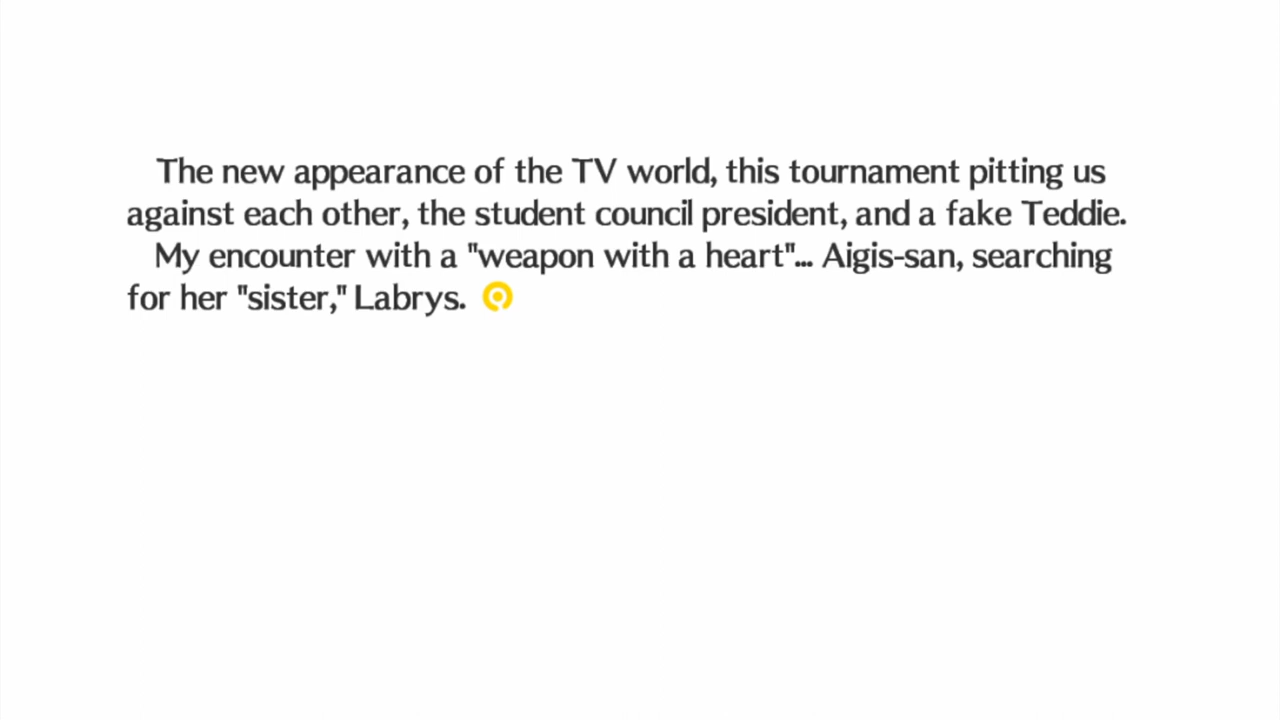 The new appearance of the TV world, this tournament pitting us
against each other, the student council president, and a fake Teddie.
My encounter with a "weapon with a heart"... Aigis-san, searching
for her "sister," Labrys.